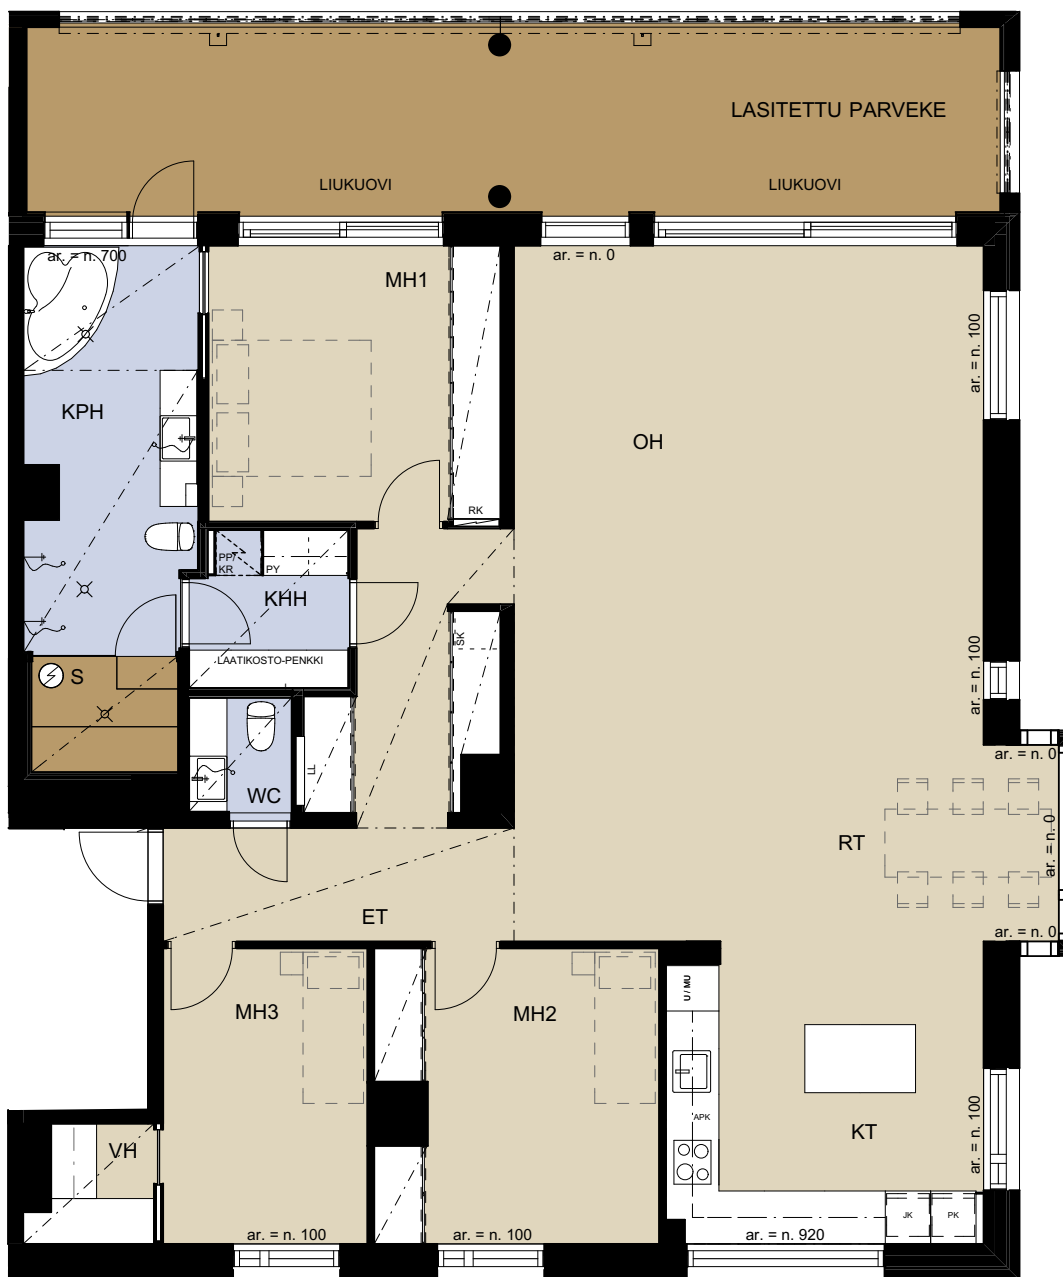 LASITETTU PARVEKE
LIUKUOVI
LIUKUOVI
ar. = n. 700
ar. = n. 0
MH1
ar. = n. 100
KPH
OH
RK
PP/
KR
PY
KHH
SK
LAATIKOSTO-PENKKI
ar. = n. 100
S
LL
WC
ar. = n. 0
RT
ar. = n. 0
ET
ar. = n. 0
MH3
MH2
U / MU
APK
KT
ar. = n. 100
VH
JK
PK
ar. = n. 100
ar. = n. 100
ar. = n. 920